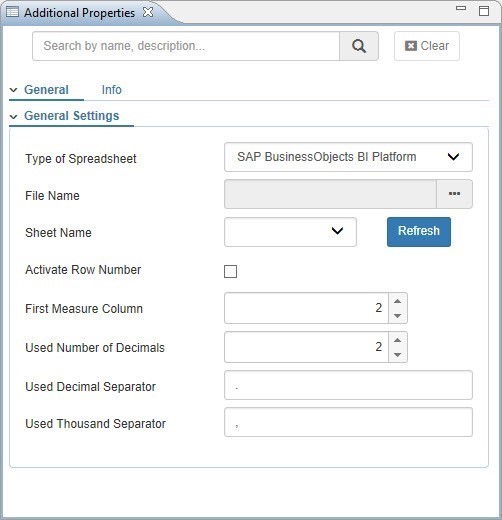 Additional Properties
Search by name, description...
Clear
General Info
General Settings
Type of Spreadsheet SAP BusinessObjects BI Platform
File Name ...
Sheet Name Refresh
Activate Row Number
First Measure Column 2
Used Number of Decimals 2
Used Decimal Separator .
Used Thousand Separator ,